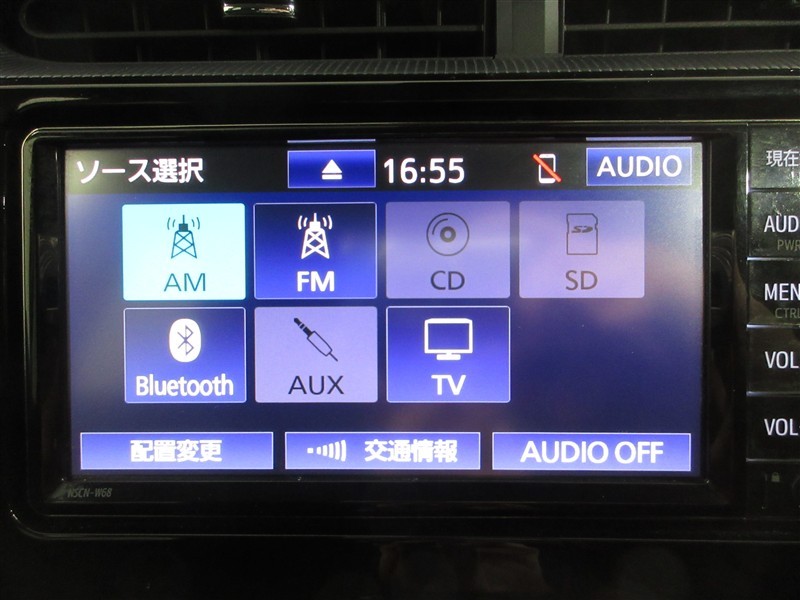 ソース選択 16:55 AUDIO
AM FM CD SD
Bluetooth AUX TV
配置変更 交通情報 AUDIO OFF
NSCN-W68
現在
AUD
PWR
MEN
CTRL
VOL
VOL